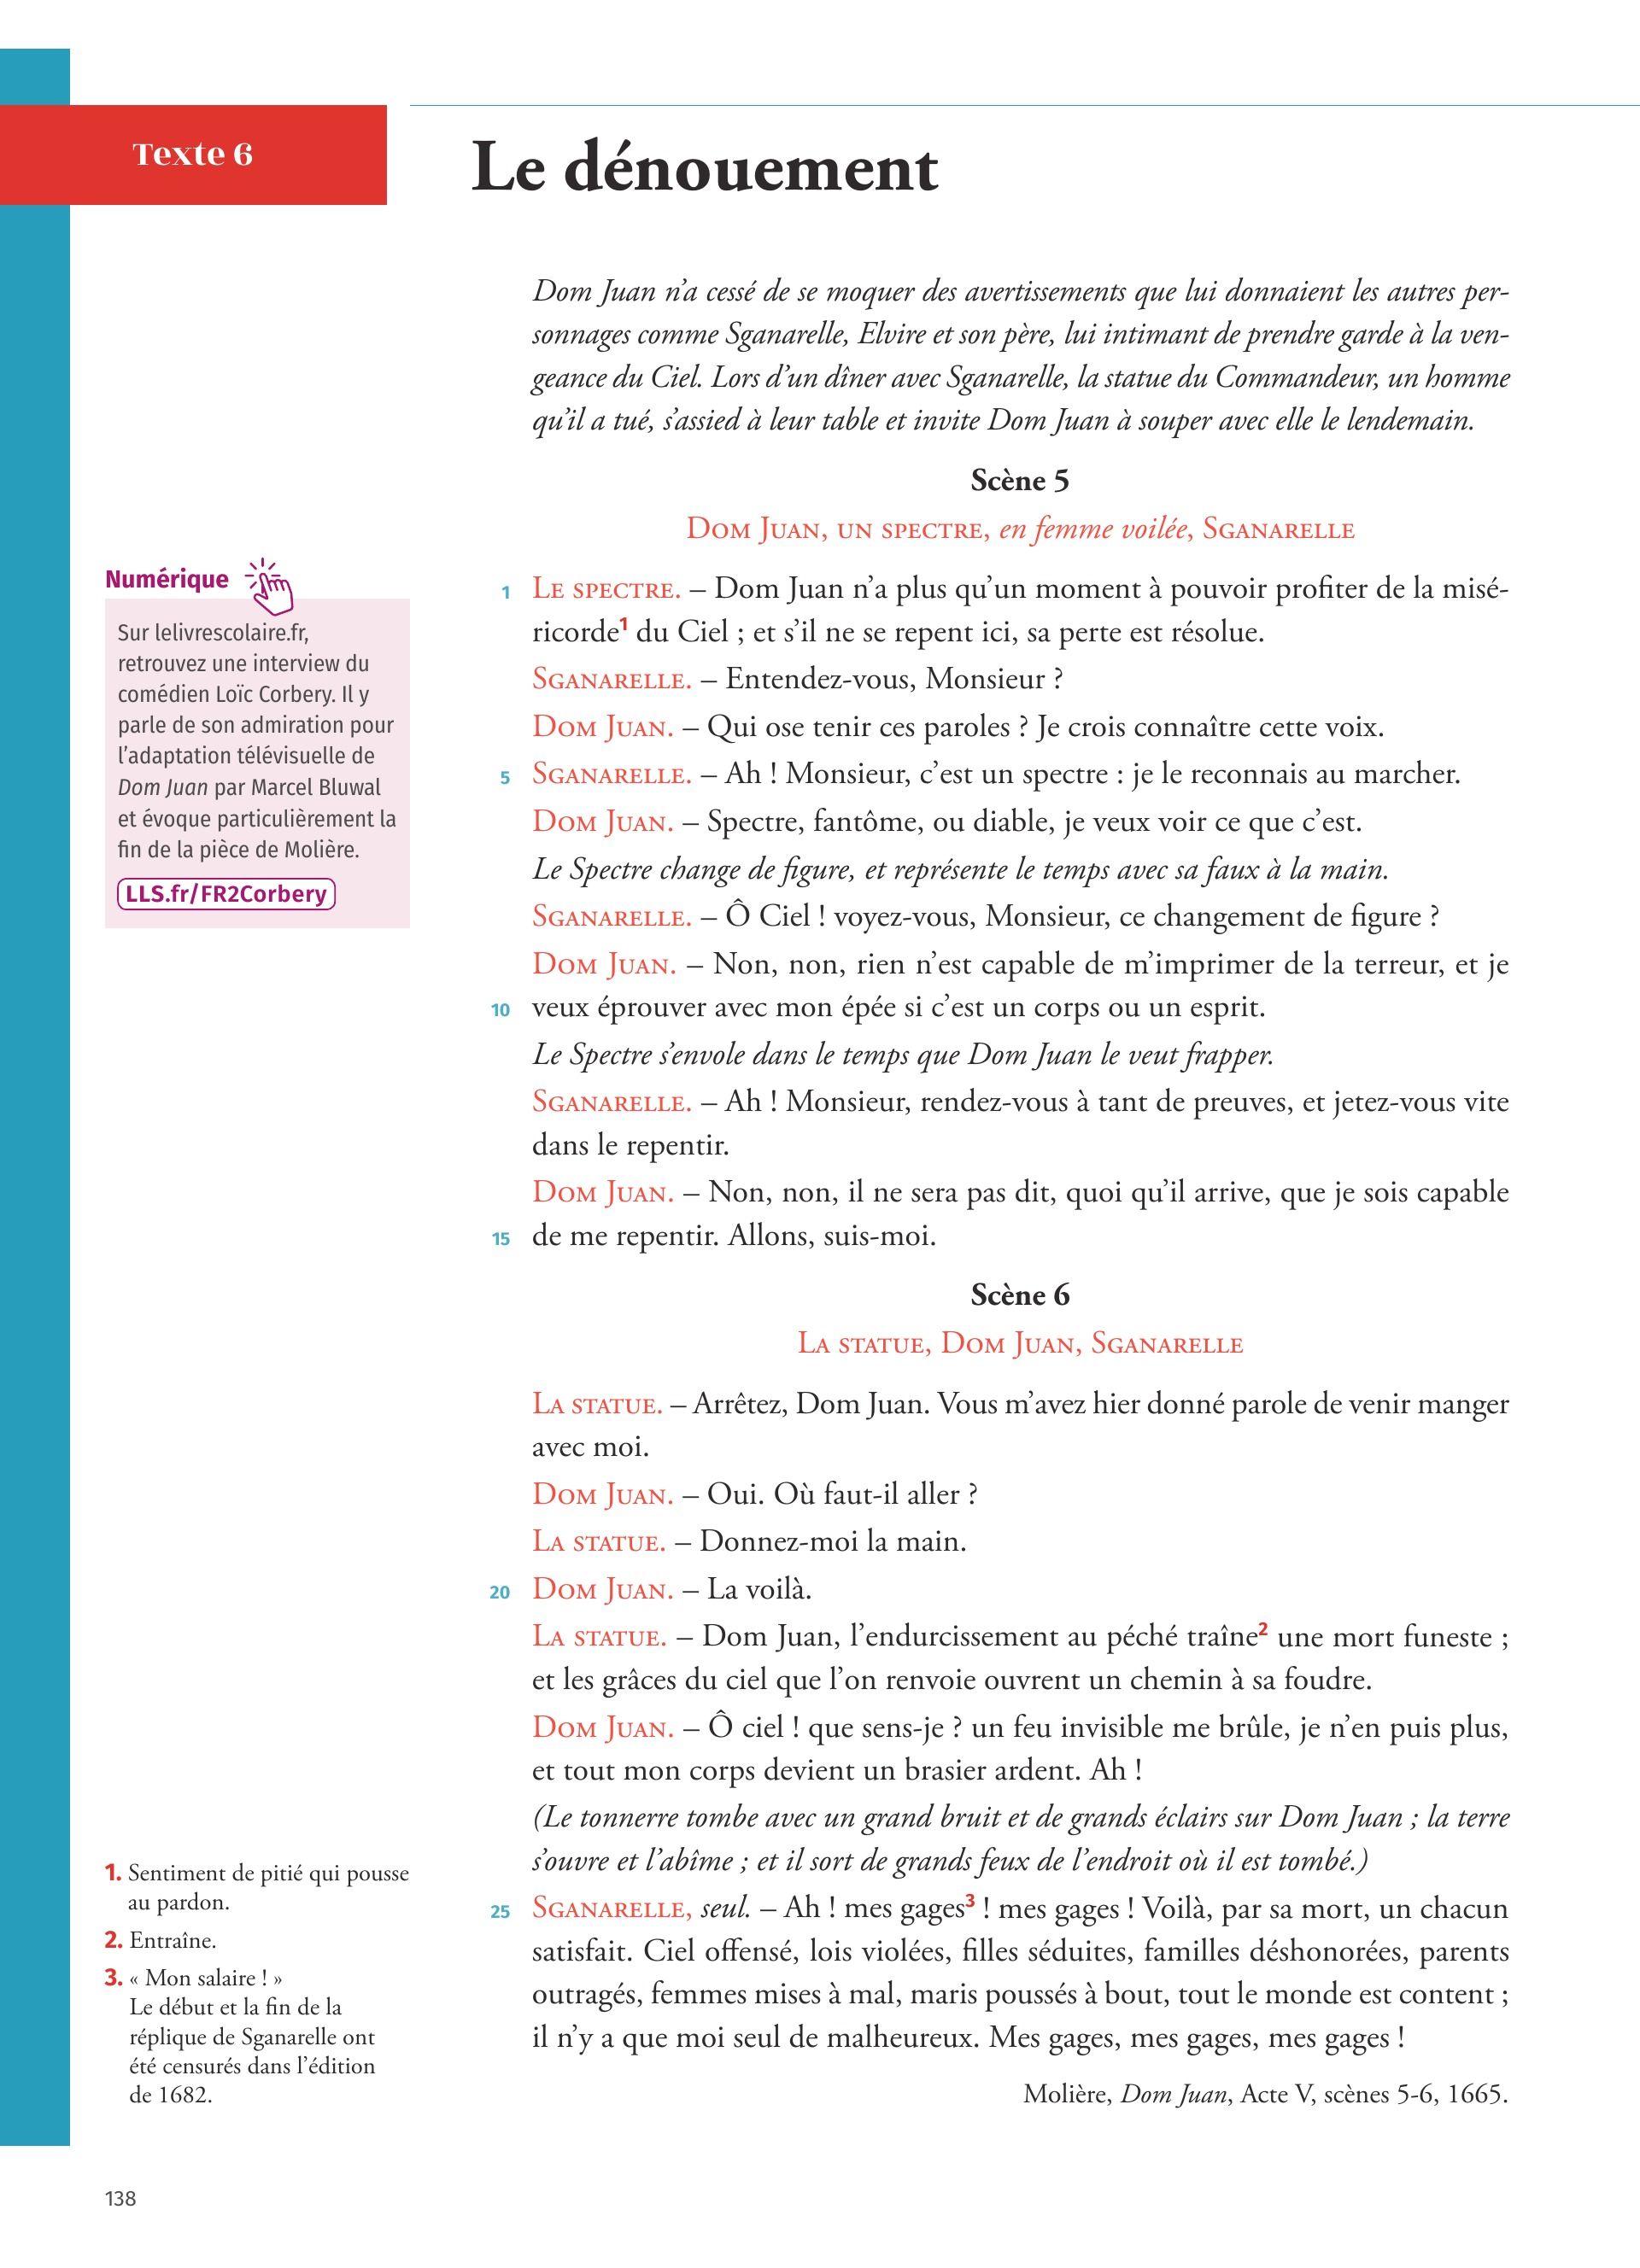 Texte 6
Le dénouement
Dom Juan n’a cessé de se moquer des avertissements que lui donnaient les autres per-
sonnages comme Sganarelle, Elvire et son père, lui intimant de prendre garde à la ven-
geance du Ciel. Lors d’un dîner avec Sganarelle, la statue du Commandeur, un homme
qu’il a tué, s’assied à leur table et invite Dom Juan à souper avec elle le lendemain.
Scène 5
Dom Juan, un spectre, en femme voilée, Sganarelle
1 Le spectre. – Dom Juan n’a plus qu’un moment à pouvoir profiter de la misé-
ricorde1 du Ciel ; et s’il ne se repent ici, sa perte est résolue.
Sganarelle. – Entendez-vous, Monsieur ?
Dom Juan. – Qui ose tenir ces paroles ? Je crois connaître cette voix.
5 Sganarelle. – Ah ! Monsieur, c’est un spectre : je le reconnais au marcher.
Dom Juan. – Spectre, fantôme, ou diable, je veux voir ce que c’est.
Le Spectre change de figure, et représente le temps avec sa faux à la main.
Sganarelle. – Ô Ciel ! voyez-vous, Monsieur, ce changement de figure ?
Dom Juan. – Non, non, rien n’est capable de m’imprimer de la terreur, et je
10 veux éprouver avec mon épée si c’est un corps ou un esprit.
Le Spectre s’envole dans le temps que Dom Juan le veut frapper.
Sganarelle. – Ah ! Monsieur, rendez-vous à tant de preuves, et jetez-vous vite
dans le repentir.
Dom Juan. – Non, non, il ne sera pas dit, quoi qu’il arrive, que je sois capable
15 de me repentir. Allons, suis-moi.
Scène 6
La statue, Dom Juan, Sganarelle
La statue. – Arrêtez, Dom Juan. Vous m’avez hier donné parole de venir manger
avec moi.
Dom Juan. – Oui. Où faut-il aller ?
La statue. – Donnez-moi la main.
20 Dom Juan. – La voilà.
La statue. – Dom Juan, l’endurcissement au péché traîne2 une mort funeste ;
et les grâces du ciel que l’on renvoie ouvrent un chemin à sa foudre.
Dom Juan. – Ô ciel ! que sens-je ? un feu invisible me brûle, je n’en puis plus,
et tout mon corps devient un brasier ardent. Ah !
(Le tonnerre tombe avec un grand bruit et de grands éclairs sur Dom Juan ; la terre
s’ouvre et l’abîme ; et il sort de grands feux de l’endroit où il est tombé.)
25 Sganarelle, seul. – Ah ! mes gages3 ! mes gages ! Voilà, par sa mort, un chacun
satisfait. Ciel offensé, lois violées, filles séduites, familles déshonorées, parents
outragés, femmes mises à mal, maris poussés à bout, tout le monde est content ;
il n’y a que moi seul de malheureux. Mes gages, mes gages, mes gages !
Molière, Dom Juan, Acte V, scènes 5-6, 1665.
Numérique
Sur lelivrescolaire.fr,
retrouvez une interview du
comédien Loïc Corbery. Il y
parle de son admiration pour
l’adaptation télévisuelle de
Dom Juan par Marcel Bluwal
et évoque particulièrement la
fin de la pièce de Molière.
LLS.fr/FR2Corbery
1. Sentiment de pitié qui pousse
au pardon.
2. Entraîne.
3. « Mon salaire ! »
Le début et la fin de la
réplique de Sganarelle ont
été censurés dans l’édition
de 1682.
138